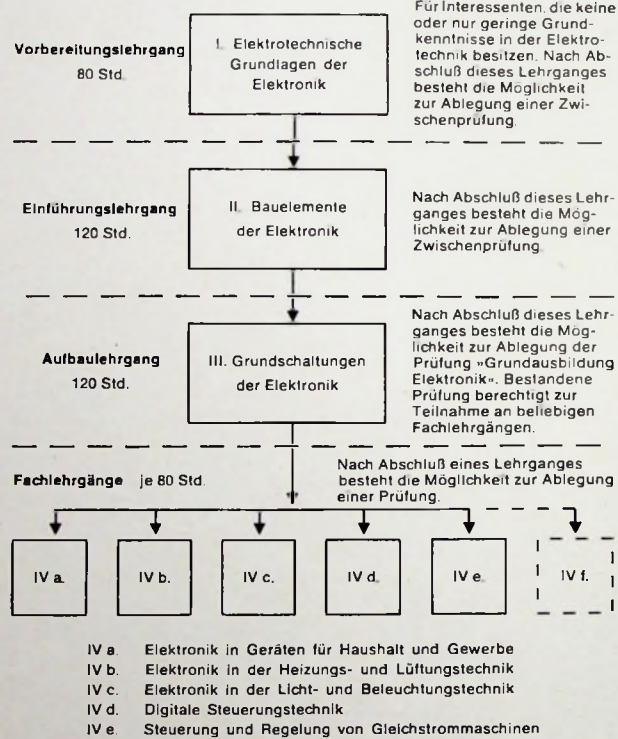 Vorbereitungslehrgang
80 Std.
I. Elektrotechnische
Grundlagen der
Elektronik
Für Interessenten, die keine
oder nur geringe Grund-
kenntnisse in der Elektro-
technik besitzen. Nach Ab-
schluß dieses Lehrganges
besteht die Möglichkeit
zur Ablegung einer Zwi-
schenprüfung.
Einführungslehrgang
120 Std.
II. Bauelemente
der Elektronik
Nach Abschluß dieses Lehr-
ganges besteht die Mög-
lichkeit zur Ablegung einer
Zwischenprüfung.
Aufbaulehrgang
120 Std.
III. Grundschaltungen
der Elektronik
Nach Abschluß dieses Lehr-
ganges besteht die Mög-
lichkeit zur Ablegung der
Prüfung »Grundausbildung
Elektronik«. Bestandene
Prüfung berechtigt zur
Teilnahme an beliebigen
Fachlehrgängen.
Fachlehrgänge je 80 Std.
Nach Abschluß eines Lehrganges
besteht die Möglichkeit zur Ablegung
einer Prüfung.
IV a. IV b. IV c. IV d. IV e. IV f.
IV a. Elektronik in Geräten für Haushalt und Gewerbe
IV b. Elektronik in der Heizungs- und Lüftungstechnik
IV c. Elektronik in der Licht- und Beleuchtungstechnik
IV d. Digitale Steuerungstechnik
IV e. Steuerung und Regelung von Gleichstrommaschinen